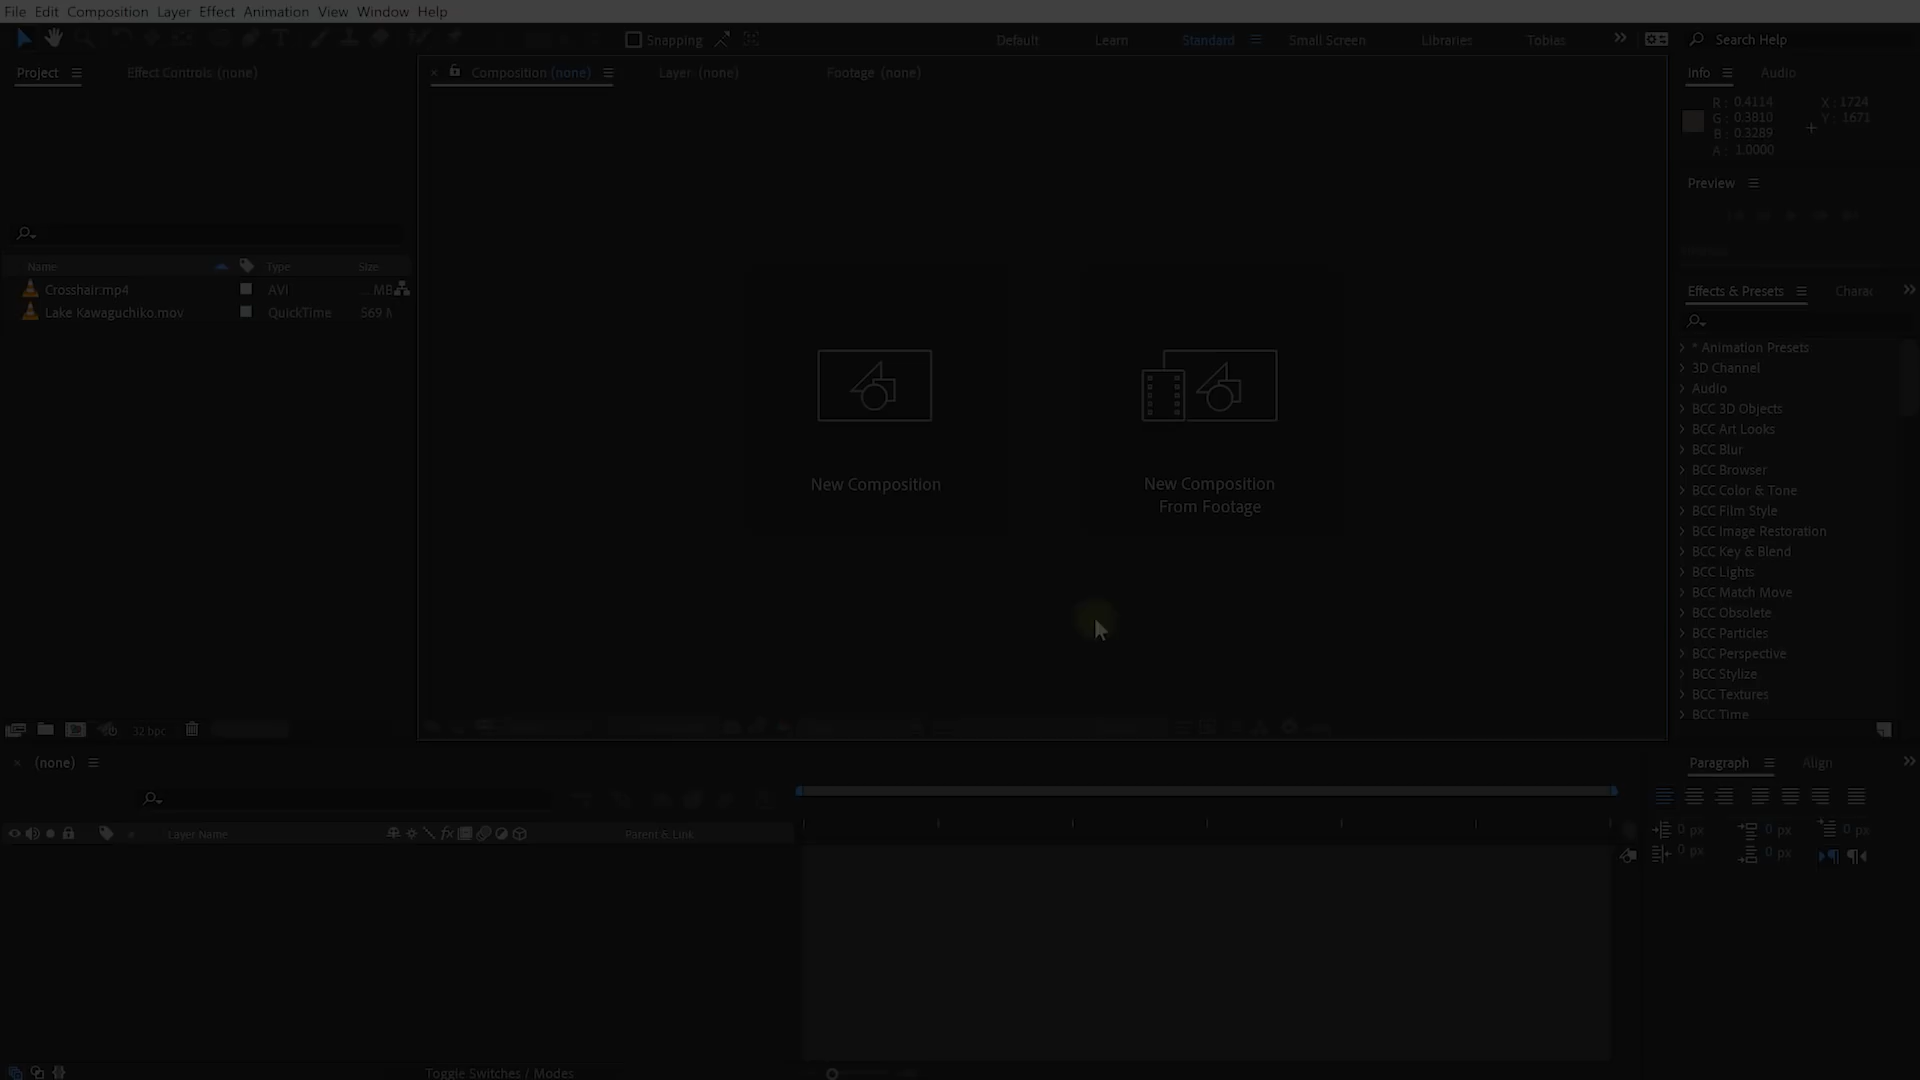 File Edit Composition Layer Effect Animation View Window Help
Snapping
Default Learn Standard Small Screen Libraries Tobias
Search Help
Project
Effect Controls (none)
Composition (none)
Layer (none)
Footage (none)
Info
Audio
R: 0.4114
G: 0.3810
B: 0.3289
A: 1.0000
X: 1724
Y: 1671
Preview
Name Type Size
Crosshair.mp4 AVI ... MB
Lake Kawaguchiko.mov QuickTime 569 M
32 bpc
New Composition
New Composition
From Footage
Effects & Presets
Charac
* Animation Presets
3D Channel
Audio
BCC 3D Objects
BCC Art Looks
BCC Blur
BCC Browser
BCC Color & Tone
BCC Film Style
BCC Image Restoration
BCC Key & Blend
BCC Lights
BCC Match Move
BCC Obsolete
BCC Particles
BCC Perspective
BCC Stylize
BCC Textures
BCC Time
(none)
# Layer Name Parent & Link
Toggle Switches / Modes
Paragraph
Align
0 px 0 px 0 px
0 px 0 px